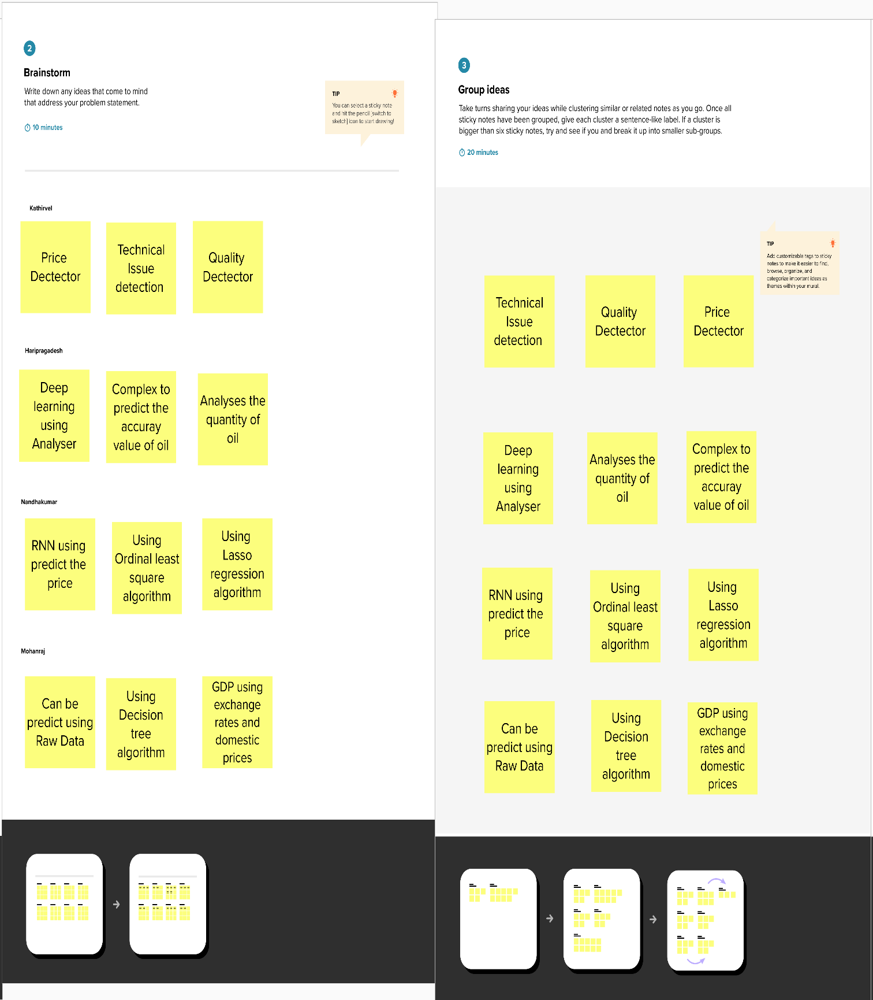 2
Brainstorm
Write down any ideas that come to mind
that address your problem statement.
10 minutes
TIP
You can select a sticky note
and hit the pencil [switch to
sketch] icon to start drawing!
Kathirvel
Price
Dectector
Technical
Issue
detection
Quality
Dectector
Haripragadesh
Deep
learning
using
Analyser
Complex to
predict the
accuray
value of oil
Analyses the
quantity of
oil
Nandhakumar
RNN using
predict the
price
Using
Ordinal least
square
algorithm
Using
Lasso
regression
algorithm
Mohanraj
Can be
predict using
Raw Data
Using
Decision
tree
algorithm
GDP using
exchange
rates and
domestic
prices
3
Group ideas
Take turns sharing your ideas while clustering similar or related notes as you go. Once all
sticky notes have been grouped, give each cluster a sentence-like label. If a cluster is
bigger than six sticky notes, try and see if you and break it up into smaller sub-groups.
20 minutes
TIP
Add customizable tags to sticky
notes to make it easier to find,
browse, organize, and
categorize important ideas as
themes within your mural.
Technical
Issue
detection
Quality
Dectector
Price
Dectector
Deep
learning
using
Analyser
Analyses the
quantity of
oil
Complex to
predict the
accuray
value of oil
RNN using
predict the
price
Using
Ordinal least
square
algorithm
Using
Lasso
regression
algorithm
Can be
predict using
Raw Data
Using
Decision
tree
algorithm
GDP using
exchange
rates and
domestic
prices